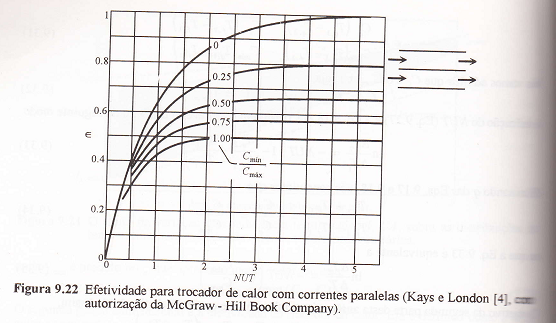 1
0.8
0.6
∈
0.4
0.2
0
0
0.25
0.50
0.75
1.00
Cmín
Cmáx
0 1 2 3 4 5
NUT
Figura 9.22 Efetividade para trocador de calor com correntes paralelas (Kays e London [4],
autorização da McGraw - Hill Book Company).